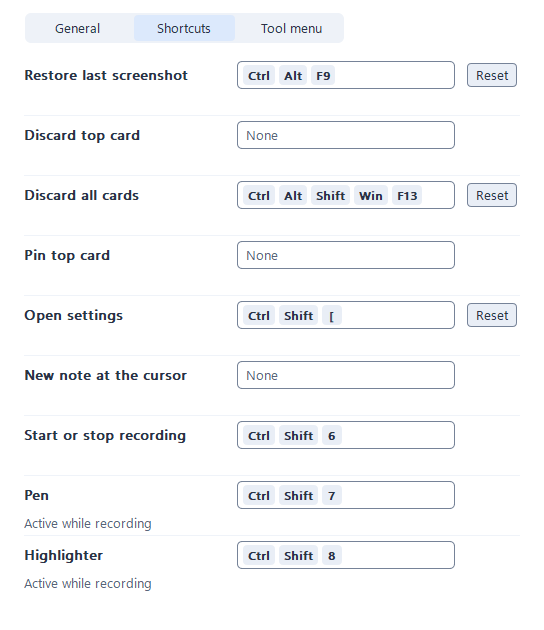 General Shortcuts Tool menu
Restore last screenshot Ctrl Alt F9 Reset
Discard top card None
Discard all cards Ctrl Alt Shift Win F13 Reset
Pin top card None
Open settings Ctrl Shift [ Reset
New note at the cursor None
Start or stop recording Ctrl Shift 6
Pen Ctrl Shift 7
Active while recording
Highlighter Ctrl Shift 8
Active while recording